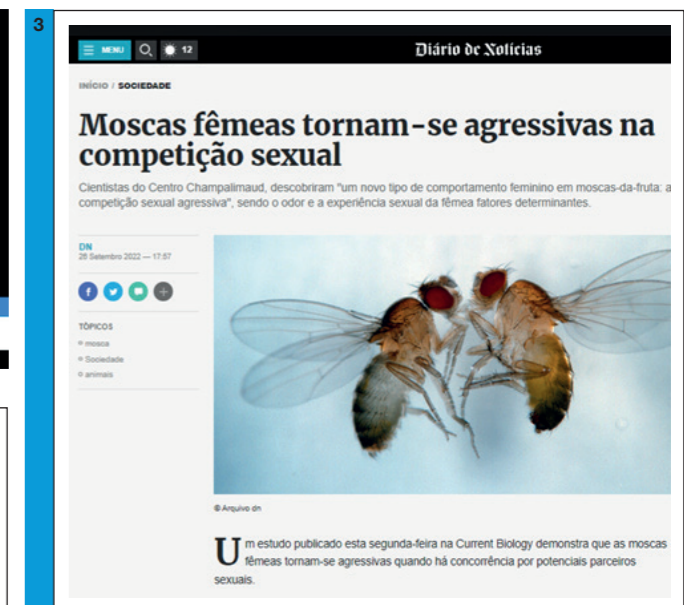 3
MENU
12
Diário de Notícias
INÍCIO / SOCIEDADE
Moscas fêmeas tornam-se agressivas na
competição sexual
Cientistas do Centro Champalimaud, descobriram "um novo tipo de comportamento feminino em moscas-da-fruta: a
competição sexual agressiva", sendo o odor e a experiência sexual da fêmea fatores determinantes.
DN
28 Setembro 2022 — 17:57
TÓPICOS
mosca
Sociedade
animais
© Arquivo dn
Um estudo publicado esta segunda-feira na Current Biology demonstra que as moscas
fêmeas tornam-se agressivas quando há concorrência por potenciais parceiros
sexuais.